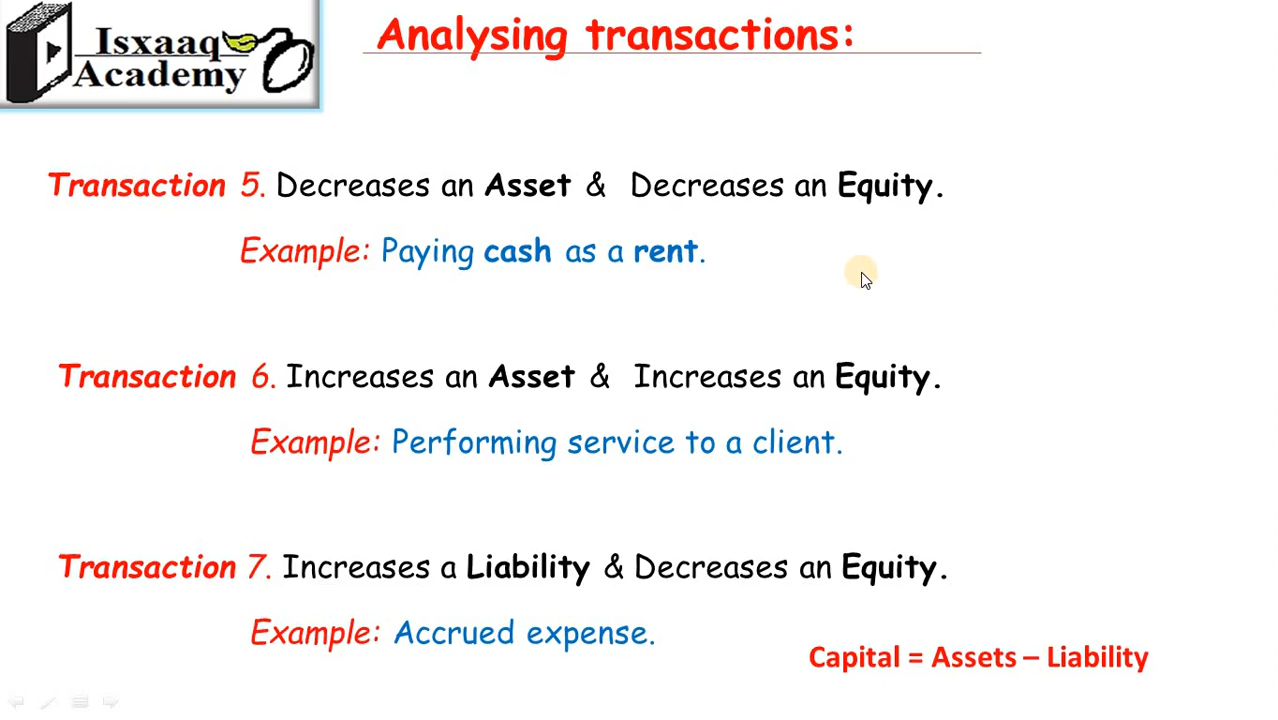 Isxaaq
Academy
Analysing transactions:
Transaction 5. Decreases an Asset & Decreases an Equity.
Example: Paying cash as a rent.
Transaction 6. Increases an Asset & Increases an Equity.
Example: Performing service to a client.
Transaction 7. Increases a Liability & Decreases an Equity.
Example: Accrued expense.
Capital = Assets – Liability